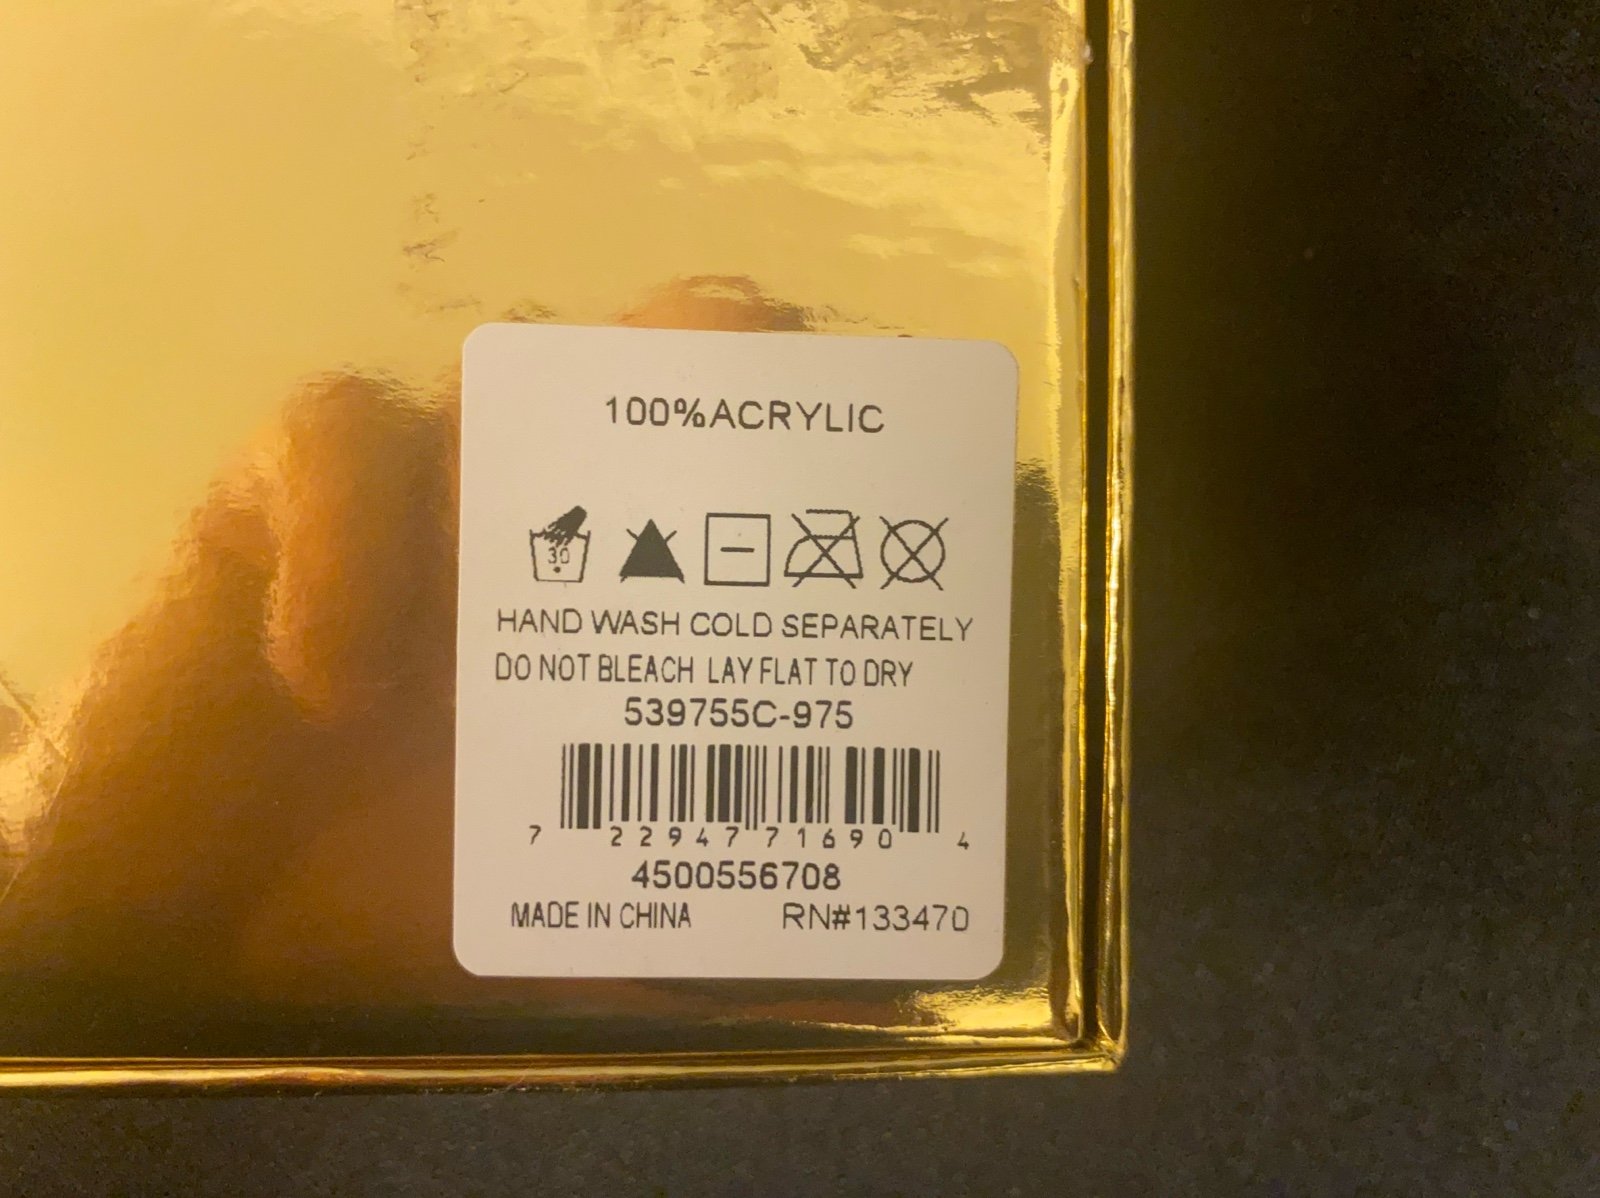 100%ACRYLIC
30
HAND WASH COLD SEPARATELY
DO NOT BLEACH LAY FLAT TO DRY
539755C-975
7 22947 71690 4
4500556708
MADE IN CHINA RN#133470